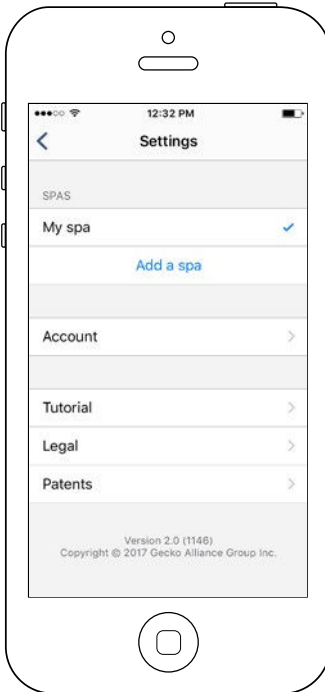 12:32 PM
Settings
SPAS
My spa
Add a spa
Account
Tutorial
Legal
Patents
Version 2.0 (1146)
Copyright © 2017 Gecko Alliance Group Inc.